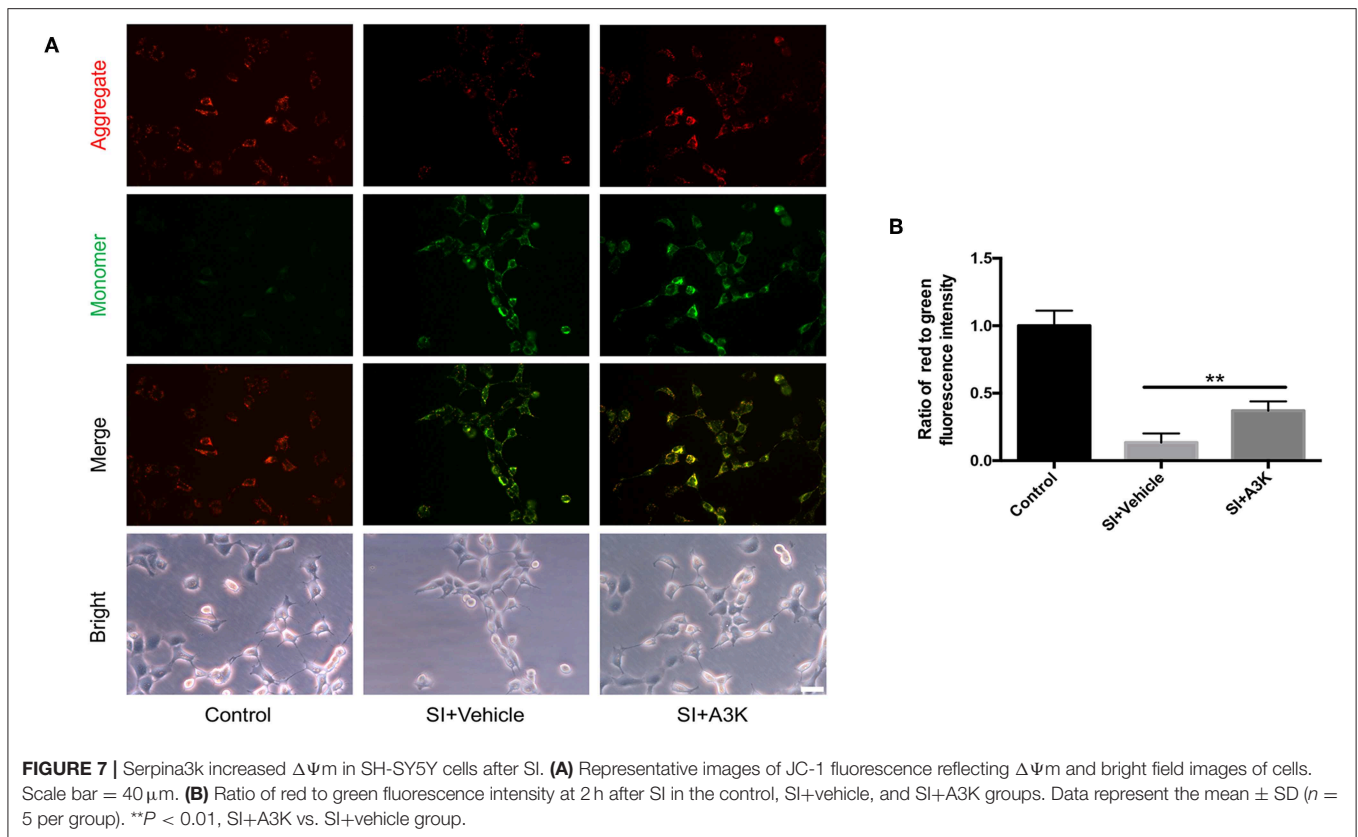 A
Aggregate
Monomer
Merge
Bright
Control
SI+Vehicle
SI+A3K
B
Ratio of red to green
fluorescence intensity
1.5
1.0
0.5
0.0
**
Control
SI+Vehicle
SI+A3K
FIGURE 7 | Serpina3k increased ΔΨm in SH-SY5Y cells after SI. (A) Representative images of JC-1 fluorescence reflecting ΔΨm and bright field images of cells.
Scale bar = 40 μm. (B) Ratio of red to green fluorescence intensity at 2 h after SI in the control, SI+vehicle, and SI+A3K groups. Data represent the mean ± SD (n =
5 per group). **P < 0.01, SI+A3K vs. SI+vehicle group.